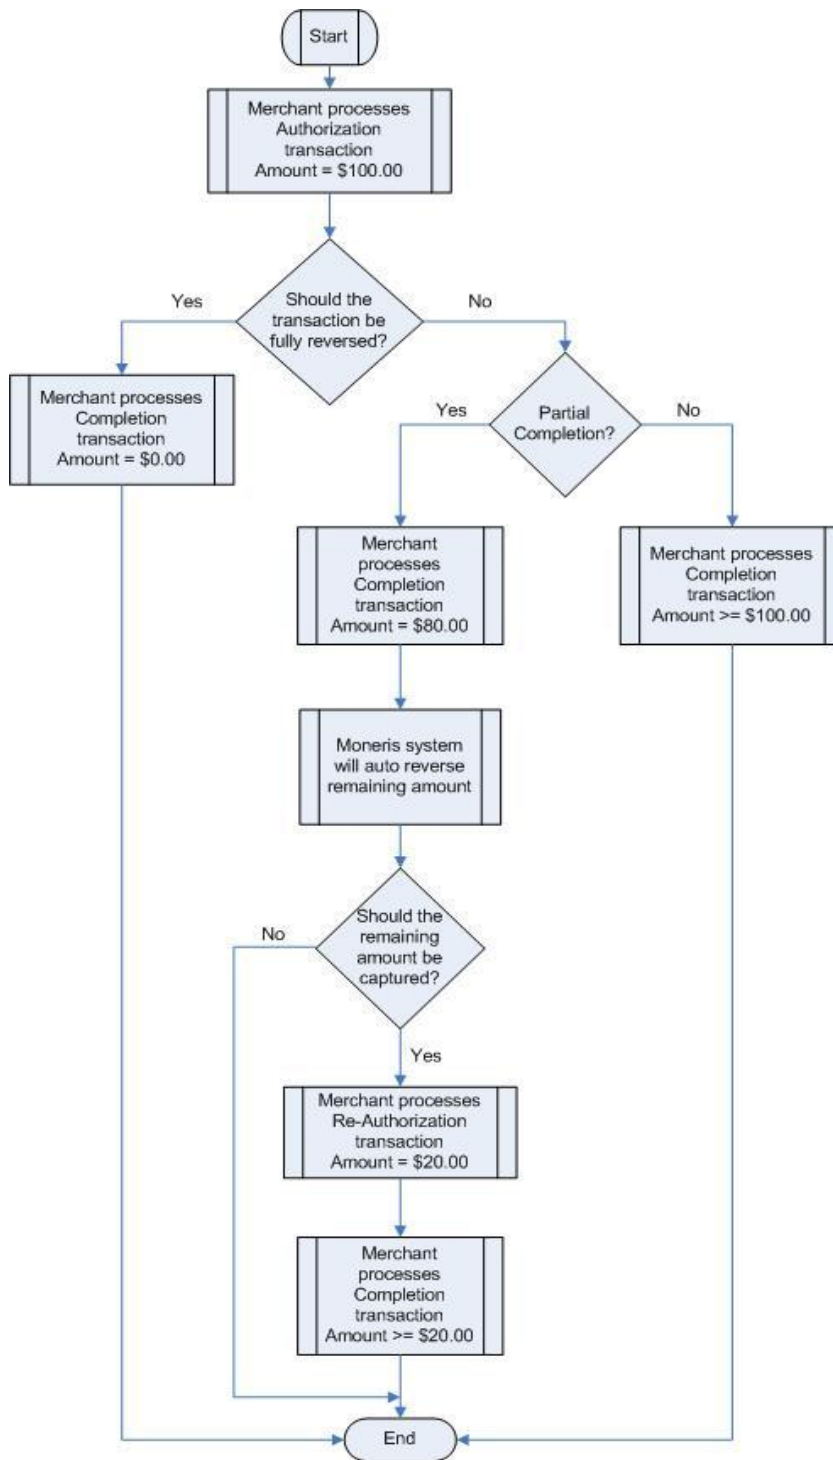 Start
Merchant processes
Authorization
transaction
Amount = $100.00
Should the
transaction be
fully reversed?
Yes
No
Merchant processes
Completion
transaction
Amount = $0.00
Partial
Completion?
Yes
No
Merchant
processes
Completion
transaction
Amount = $80.00
Merchant processes
Completion
transaction
Amount >= $100.00
Moneris system
will auto reverse
remaining amount
Should the
remaining
amount be
captured?
No
Yes
Merchant processes
Re-Authorization
transaction
Amount = $20.00
Merchant
processes
Completion
transaction
Amount >= $20.00
End